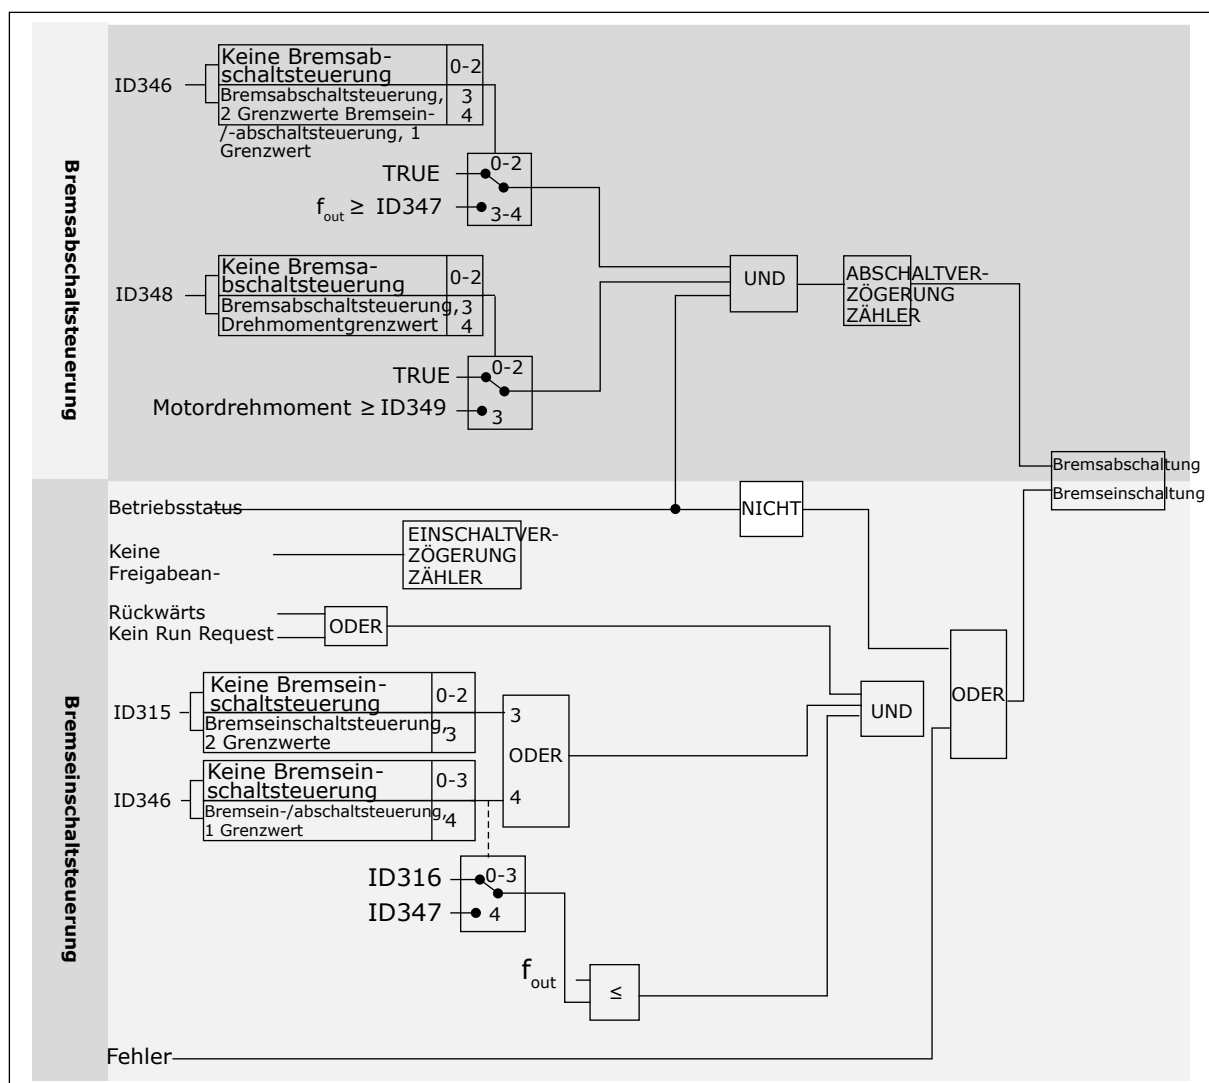 Bremsabschaltsteuerung
ID346
Keine Bremsab-
schaltsteuerung
0-2
Bremsabschaltsteuerung,
2 Grenzwerte Bremsein-
/-abschaltsteuerung, 1
Grenzwert
3
4
TRUE
0-2
fout ≥ ID347
3-4
ID348
Keine Bremsa-
bschaltsteuerung
0-2
Bremsabschaltsteuerung,
Drehmomentgrenzwert
3
4
TRUE
0-2
Motordrehmoment ≥ ID349
3
UND
ABSCHALTVER-
ZÖGERUNG
ZÄHLER
Bremsabschaltung
Bremseinschaltung
Bremseinschaltsteuerung
Betriebsstatus
NICHT
Keine
Freigabean-
EINSCHALTVER-
ZÖGERUNG
ZÄHLER
Rückwärts
Kein Run Request
ODER
ID315
Keine Bremsein-
schaltsteuerung
0-2
Bremseinschaltsteuerung,
2 Grenzwerte
3
ID346
Keine Bremsein-
schaltsteuerung
0-3
Bremsein-/abschaltsteuerung,
1 Grenzwert
4
3
ODER
4
UND
ODER
ID316
0-3
ID347
4
fout
≤
Fehler